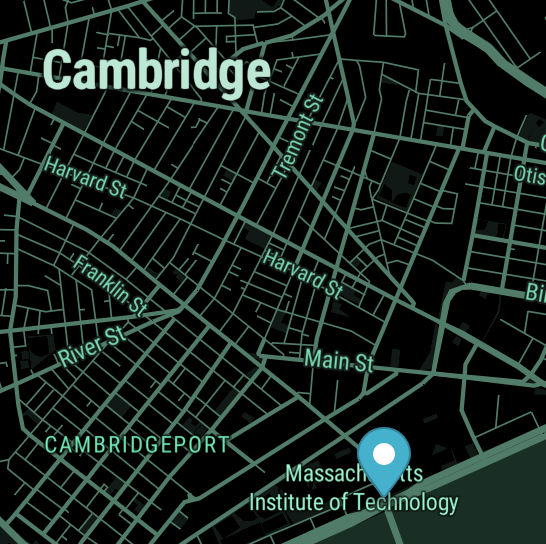 Cambridge
Tremont St
Harvard St
Otis
Franklin St
Harvard St
River St
Main St
CAMBRIDGEPORT
Institute of Technology